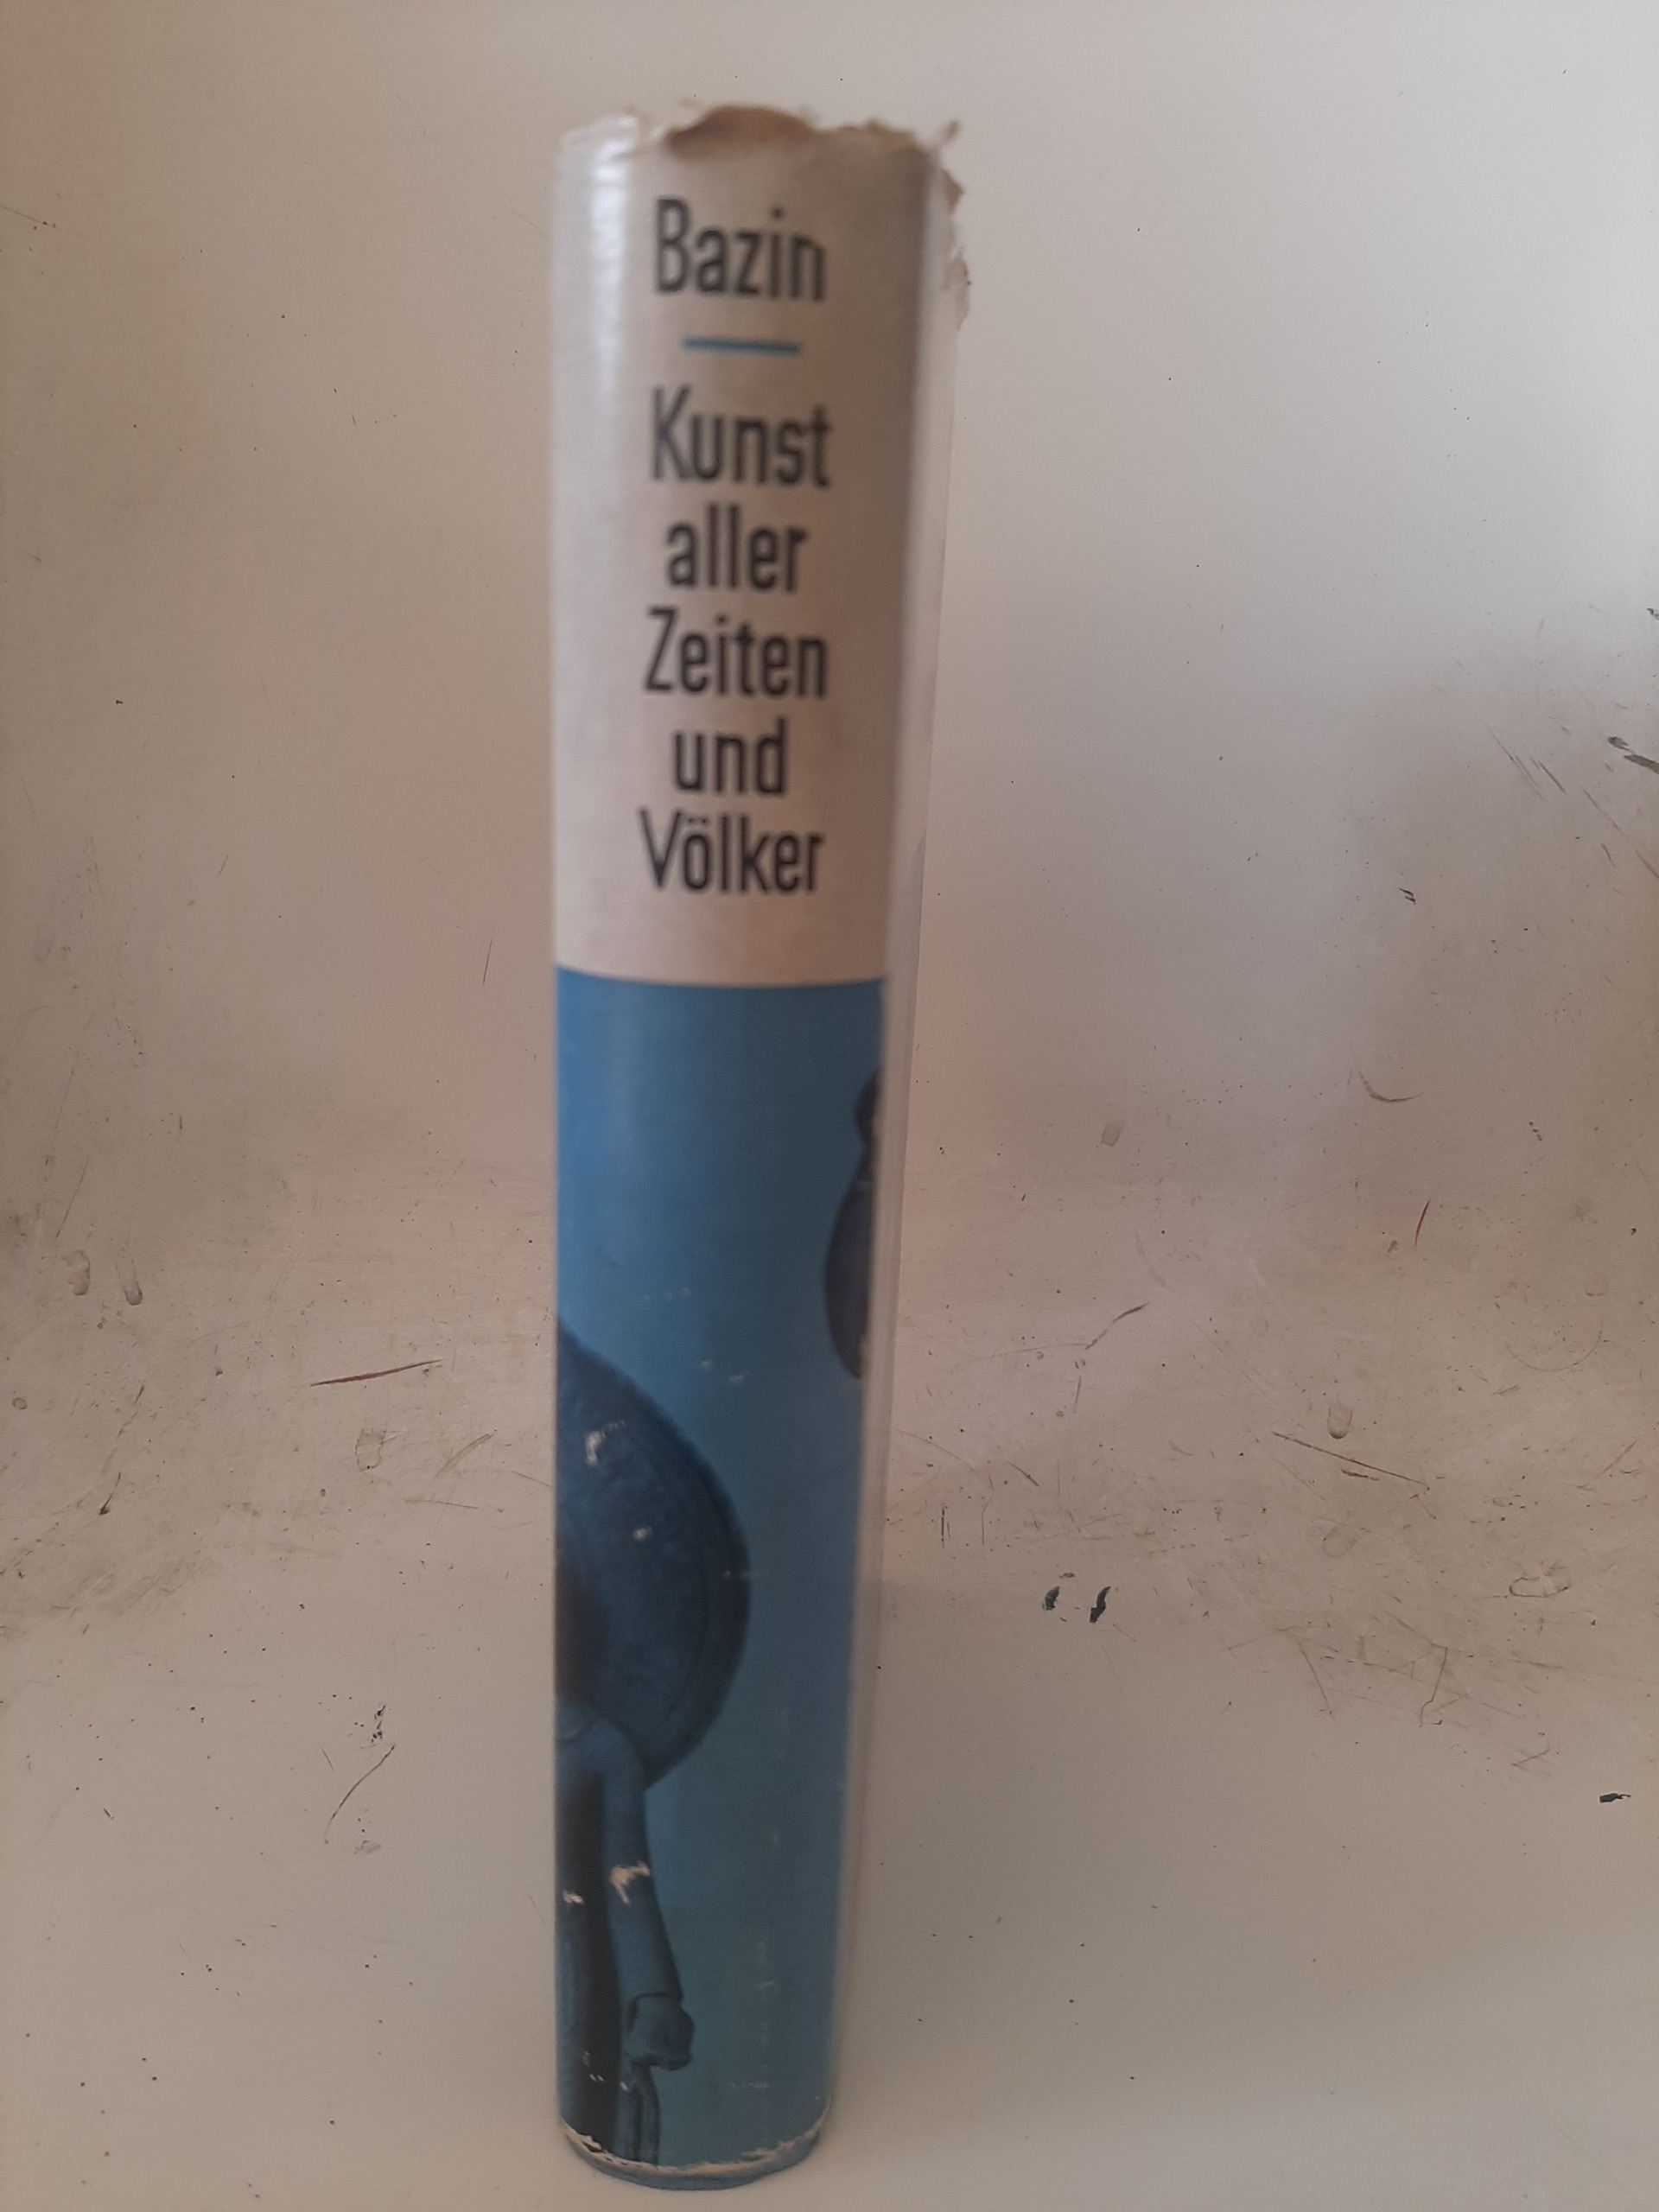 Bazin
Kunst
aller
Zeiten
und
Völker